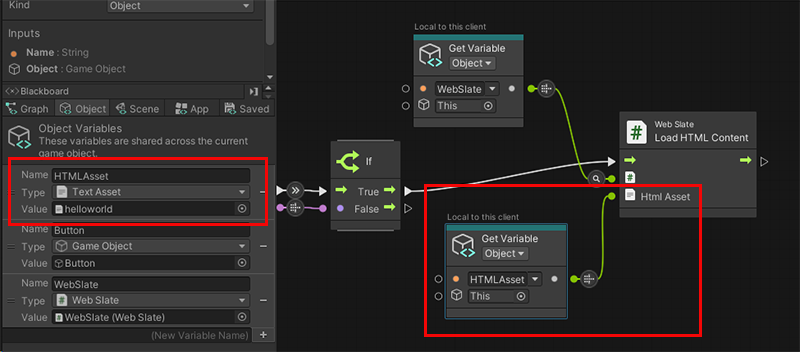 Kind
Object
Inputs
Name : String
Object : Game Object
Blackboard
Graph
Object
Scene
App
Saved
Object Variables
These variables are shared across the current
game object.
Name HTMLAsset
Type Text Asset
Value helloworld
Name Button
Type Game Object
Value Button
Name WebSlate
Type Web Slate
Value WebSlate (Web Slate)
(New Variable Name)
If
True
False
Local to this client
Get Variable
Object
WebSlate
This
Local to this client
Get Variable
Object
HTMLAsset
This
Web Slate
Load HTML Content
Html Asset